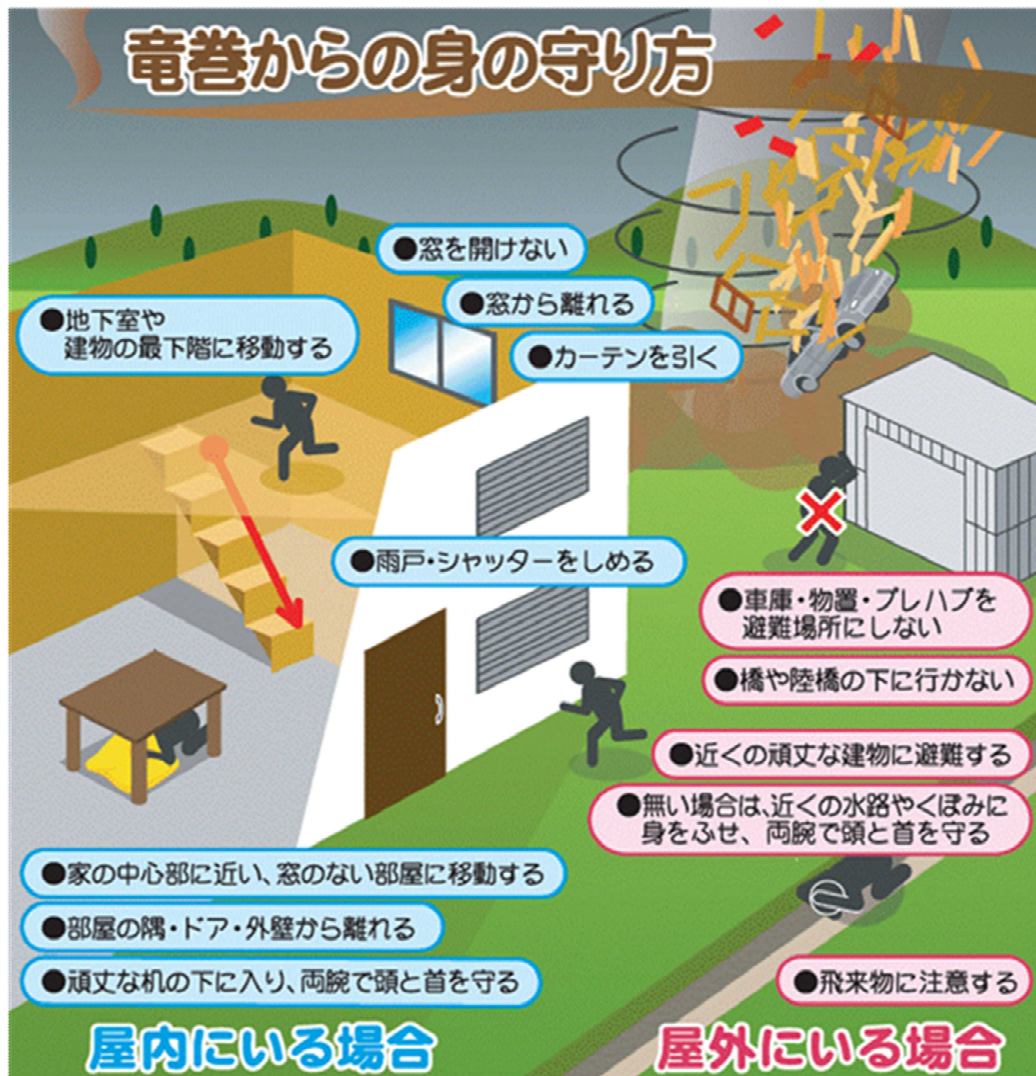 竜巻からの身の守り方
●窓を開けない
●窓から離れる
●カーテンを引く
●地下室や
建物の最下階に移動する
●雨戸・シャッターをしめる
●車庫・物置・プレハブを
避難場所にしない
●橋や陸橋の下に行かない
●近くの頑丈な建物に避難する
●無い場合は、近くの水路やくぼみに
身をふせ、両腕で頭と首を守る
●家の中心部に近い、窓のない部屋に移動する
●部屋の隅・ドア・外壁から離れる
●頑丈な机の下に入り、両腕で頭と首を守る
●飛来物に注意する
屋内にいる場合
屋外にいる場合